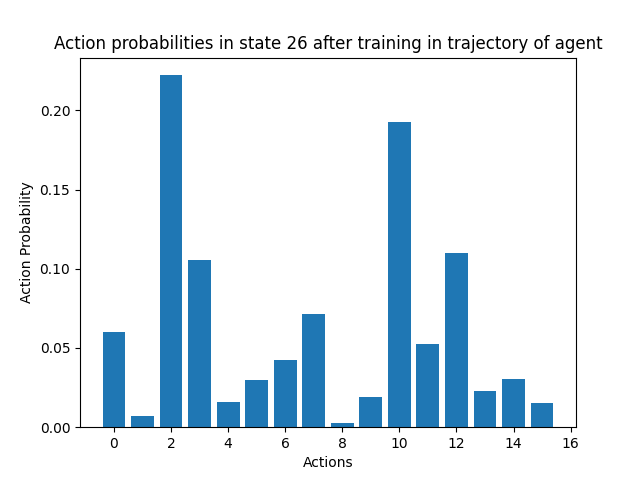 Action probabilities in state 26 after training in trajectory of agent
Action Probability
0.20
0.15
0.10
0.05
0.00
0 2 4 6 8 10 12 14 16
Actions